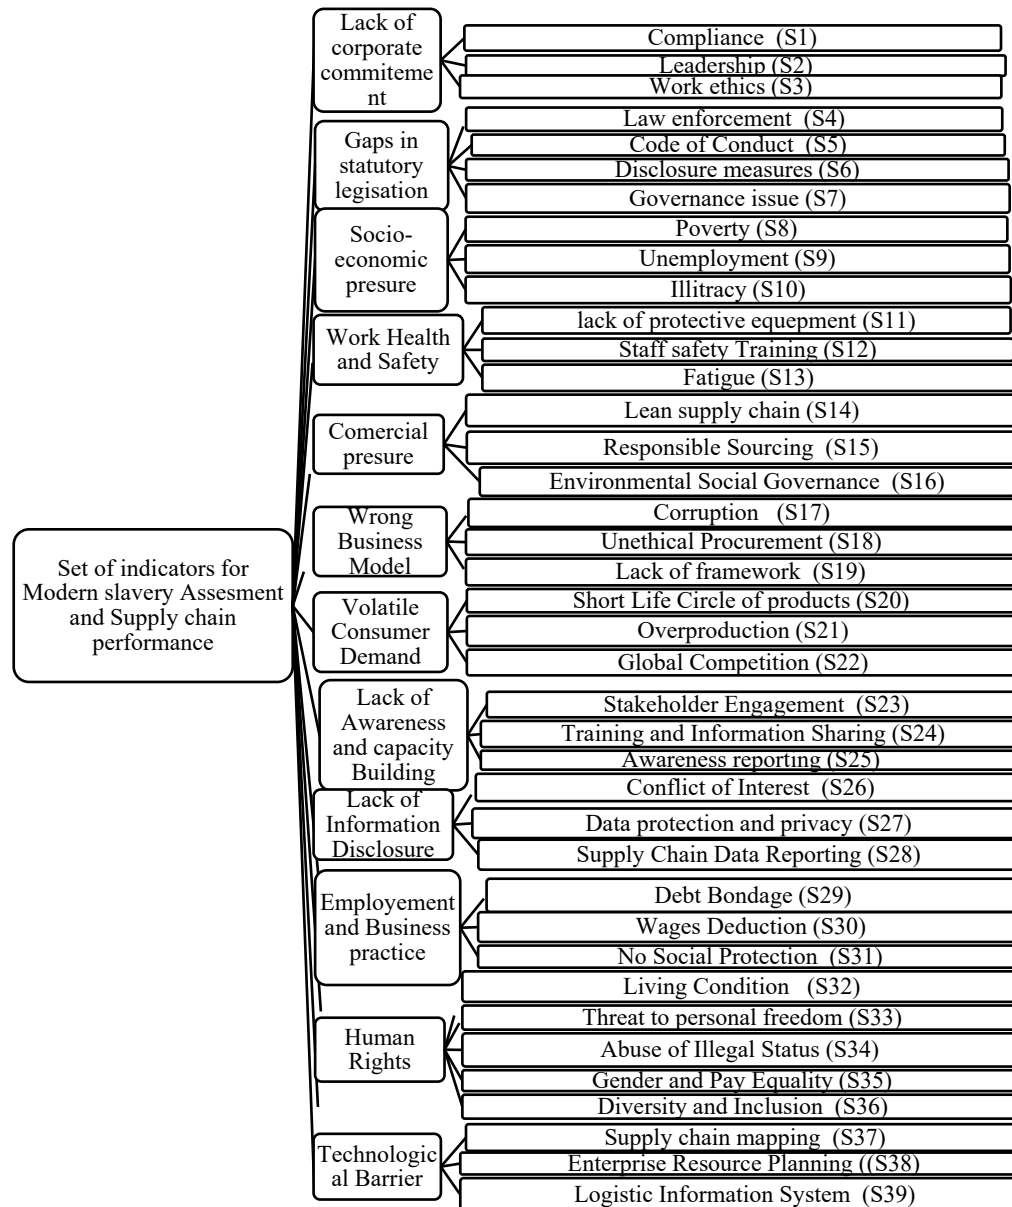 Set of indicators for
Modern slavery Assesment
and Supply chain
performance
Lack of
corporate
commiteme
nt
Compliance (S1)
Leadership (S2)
Work ethics (S3)
Gaps in
statutory
legisation
Law enforcement (S4)
Code of Conduct (S5)
Disclosure measures (S6)
Governance issue (S7)
Socio-
economic
presure
Poverty (S8)
Unemployment (S9)
Illitracy (S10)
Work Health
and Safety
lack of protective equepment (S11)
Staff safety Training (S12)
Fatigue (S13)
Comercial
presure
Lean supply chain (S14)
Responsible Sourcing (S15)
Environmental Social Governance (S16)
Wrong
Business
Model
Corruption (S17)
Unethical Procurement (S18)
Lack of framework (S19)
Volatile
Consumer
Demand
Short Life Circle of products (S20)
Overproduction (S21)
Global Competition (S22)
Lack of
Awareness
and capacity
Building
Stakeholder Engagement (S23)
Training and Information Sharing (S24)
Awareness reporting (S25)
Lack of
Information
Disclosure
Conflict of Interest (S26)
Data protection and privacy (S27)
Supply Chain Data Reporting (S28)
Employement
and Business
practice
Debt Bondage (S29)
Wages Deduction (S30)
No Social Protection (S31)
Human
Rights
Living Condition (S32)
Threat to personal freedom (S33)
Abuse of Illegal Status (S34)
Gender and Pay Equality (S35)
Diversity and Inclusion (S36)
Technologic
al Barrier
Supply chain mapping (S37)
Enterprise Resource Planning ((S38)
Logistic Information System (S39)